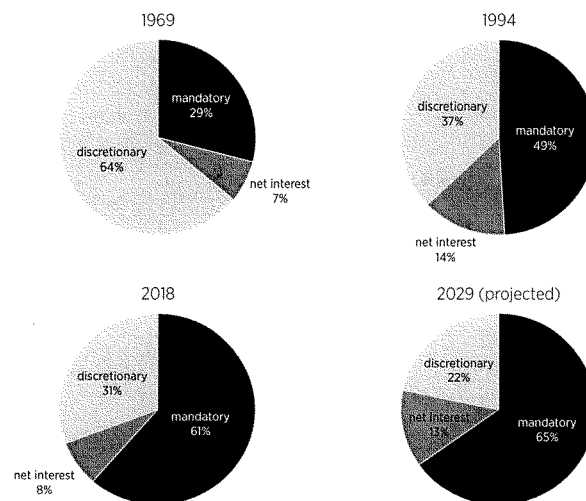 1969
mandatory
29%
discretionary
64%
net interest
7%
1994
discretionary
37%
mandatory
49%
net interest
14%
2018
discretionary
31%
mandatory
61%
net interest
8%
2029 (projected)
discretionary
22%
net interest
13%
mandatory
65%